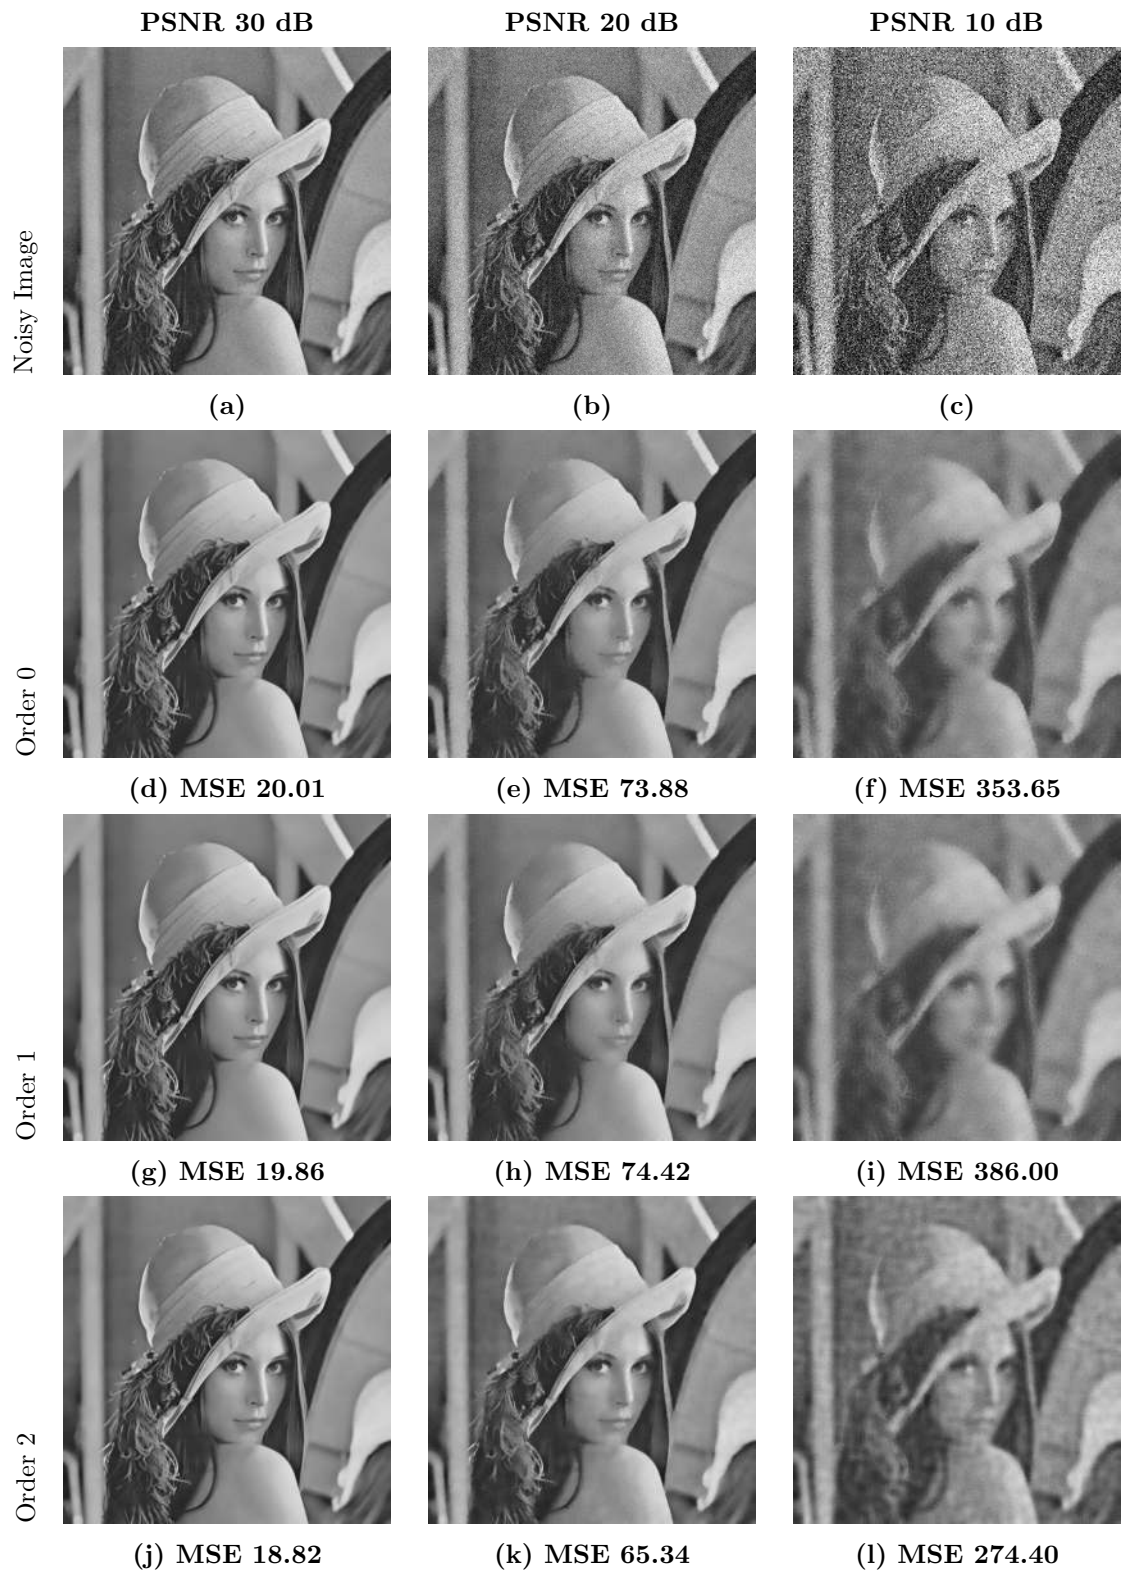 PSNR 30 dB PSNR 20 dB PSNR 10 dB
Noisy Image
(a) (b) (c)
Order 0
(d) MSE 20.01 (e) MSE 73.88 (f) MSE 353.65
Order 1
(g) MSE 19.86 (h) MSE 74.42 (i) MSE 386.00
Order 2
(j) MSE 18.82 (k) MSE 65.34 (l) MSE 274.40